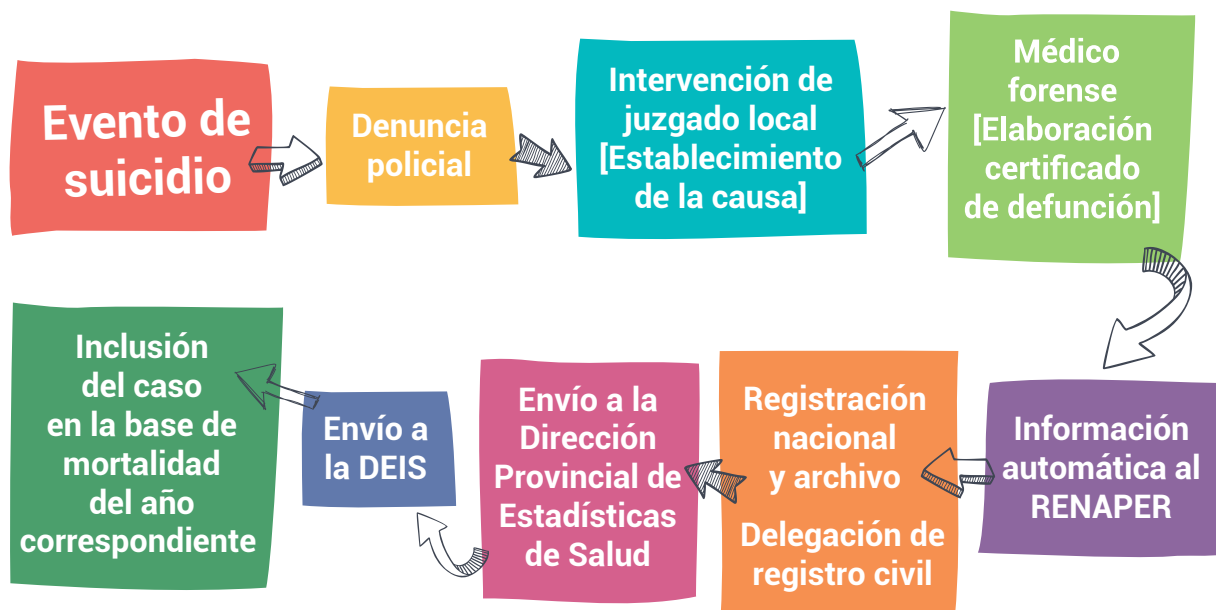 Evento de
suicidio
Denuncia
policial
Intervención de
juzgado local
[Establecimiento
de la causa]
Médico
forense
[Elaboración
certificado
de defunción]
Información
automática al
RENAPER
Registración
nacional
y archivo
Delegación de
registro civil
Envío a la
Dirección
Provincial de
Estadísticas
de Salud
Envío a
la DEIS
Inclusión
del caso
en la base de
mortalidad
del año
correspondiente